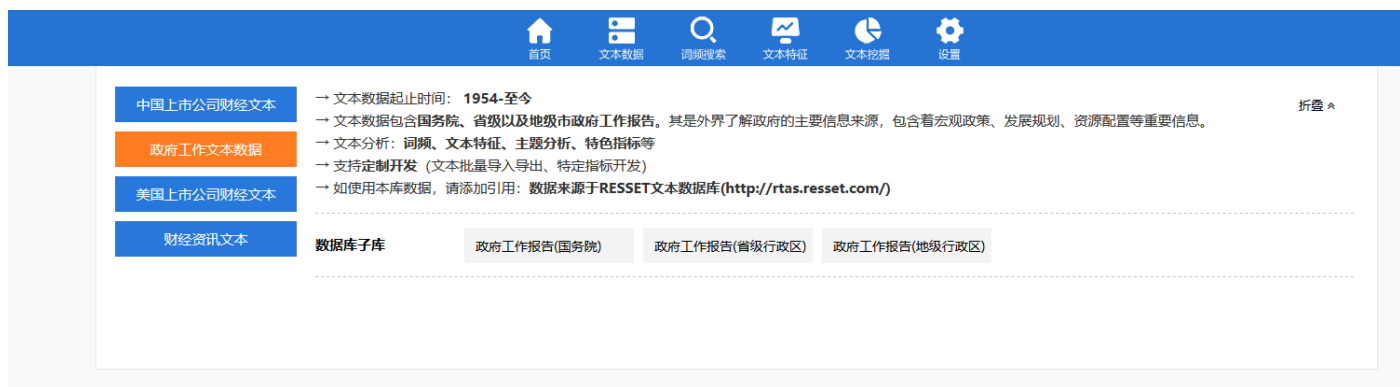 首页 文本数据 词频搜索 文本特征 文本挖掘 设置
中国上市公司财经文本
政府工作文本数据
美国上市公司财经文本
财经资讯文本
→ 文本数据起止时间： 1954-至今
折叠
→ 文本数据包含国务院、省级以及地级市政府工作报告。其是外界了解政府的主要信息来源，包含着宏观政策、发展规划、资源配置等重要信息。
→ 文本分析：词频、文本特征、主题分析、特色指标等
→ 支持定制开发（文本批量导入导出、特定指标开发）
→ 如使用本库数据，请添加引用：数据来源于RESSET文本数据库(http://rtas.resset.com/)
数据库子库 政府工作报告(国务院) 政府工作报告(省级行政区) 政府工作报告(地级行政区)